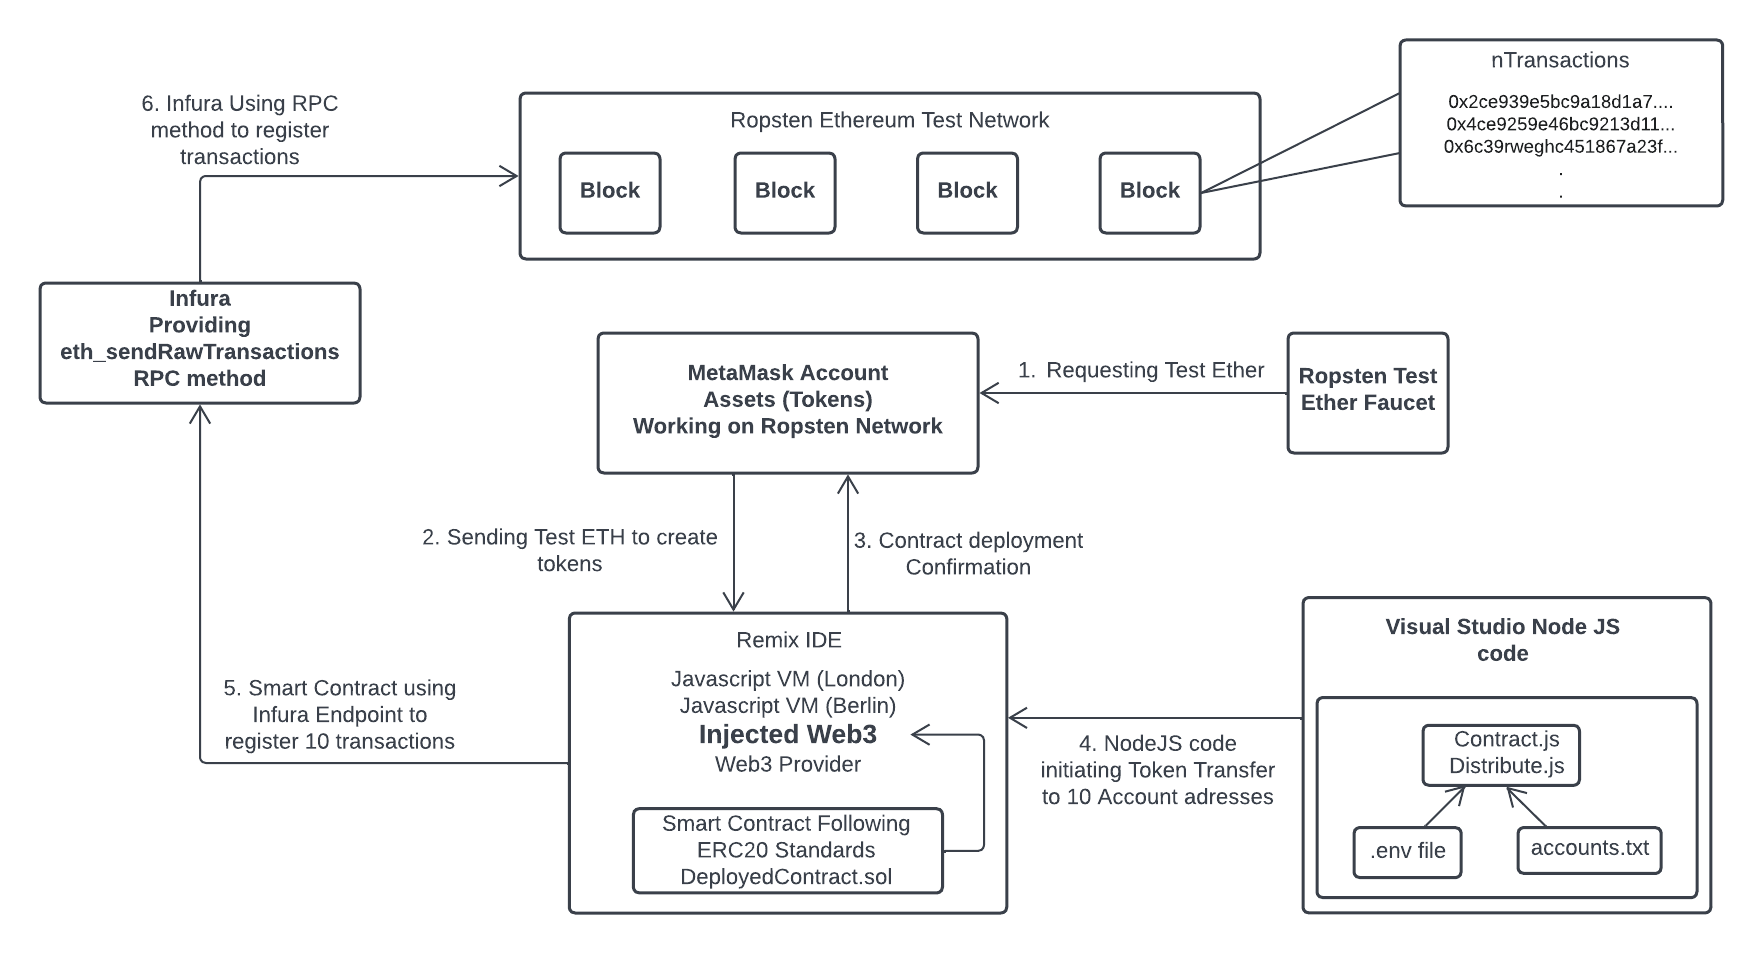 nTransactions
0x2ce939e5bc9a18d1a7....
0x4ce9259e46bc9213d11...
0x6c39rweghc451867a23f...
.
.
6. Infura Using RPC
method to register
transactions
Ropsten Ethereum Test Network
Block
Block
Block
Block
Infura
Providing
eth_sendRawTransactions
RPC method
MetaMask Account
Assets (Tokens)
Working on Ropsten Network
1. Requesting Test Ether
Ropsten Test
Ether Faucet
2. Sending Test ETH to create
tokens
3. Contract deployment
Confirmation
Remix IDE
Javascript VM (London)
Javascript VM (Berlin)
Injected Web3
Web3 Provider
Smart Contract Following
ERC20 Standards
DeployedContract.sol
5. Smart Contract using
Infura Endpoint to
register 10 transactions
4. NodeJS code
initiating Token Transfer
to 10 Account adresses
Visual Studio Node JS
code
Contract.js
Distribute.js
.env file
accounts.txt